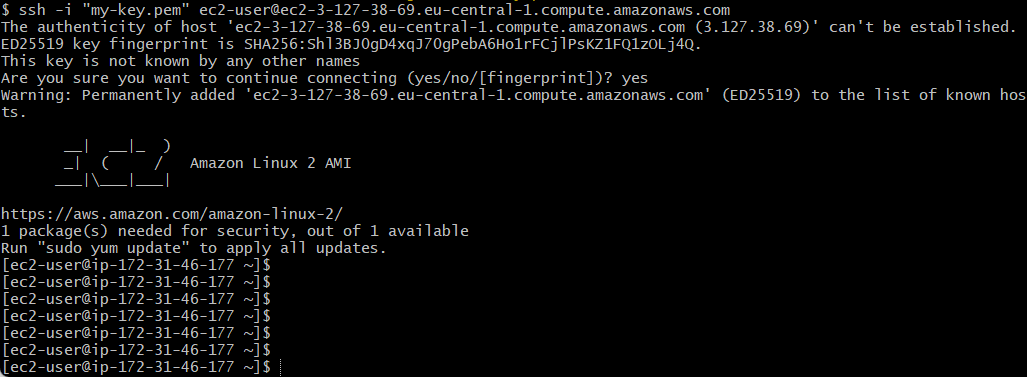 $ ssh -i "my-key.pem" ec2-user@ec2-3-127-38-69.eu-central-1.compute.amazonaws.com
The authenticity of host 'ec2-3-127-38-69.eu-central-1.compute.amazonaws.com (3.127.38.69)' can't be established.
ED25519 key fingerprint is SHA256:Shl3BJOgD4xqJ7OgPebA6Ho1rFCjlPsKZ1FQ1zOLj4Q.
This key is not known by any other names
Are you sure you want to continue connecting (yes/no/[fingerprint])? yes
Warning: Permanently added 'ec2-3-127-38-69.eu-central-1.compute.amazonaws.com' (ED25519) to the list of known hos
ts.
       __|  __|_  )
       _|  (     /   Amazon Linux 2 AMI
      ___|\___|___|
https://aws.amazon.com/amazon-linux-2/
1 package(s) needed for security, out of 1 available
Run "sudo yum update" to apply all updates.
[ec2-user@ip-172-31-46-177 ~]$
[ec2-user@ip-172-31-46-177 ~]$
[ec2-user@ip-172-31-46-177 ~]$
[ec2-user@ip-172-31-46-177 ~]$
[ec2-user@ip-172-31-46-177 ~]$
[ec2-user@ip-172-31-46-177 ~]$
[ec2-user@ip-172-31-46-177 ~]$